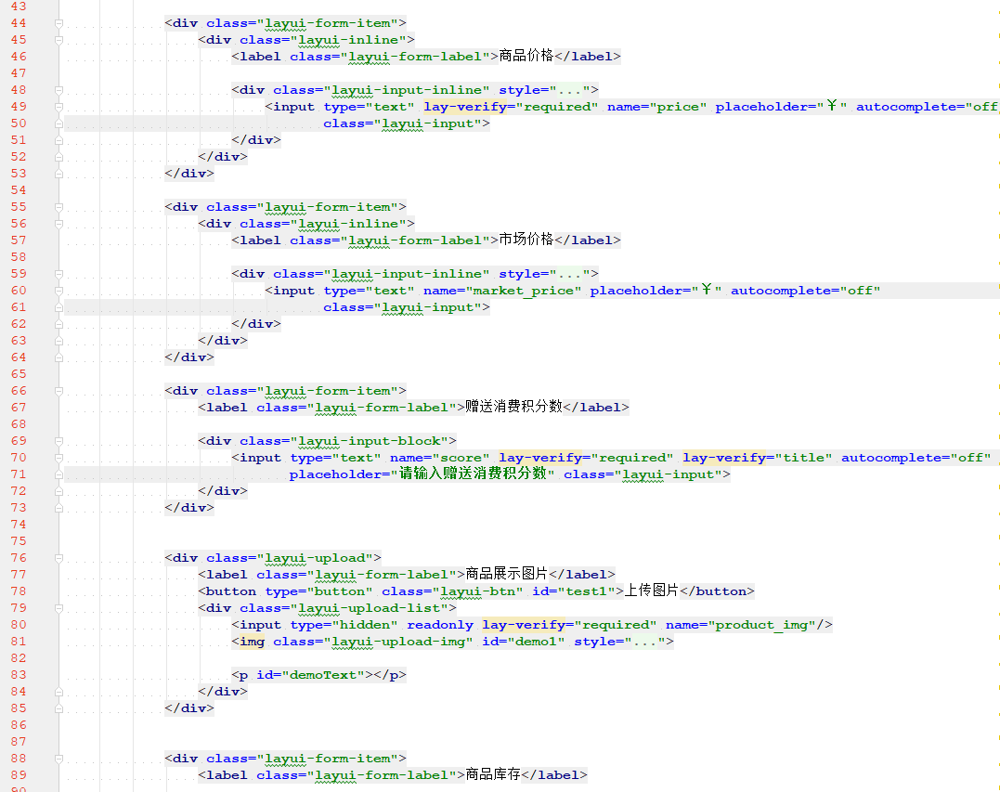 43
44 <div class="layui-form-item">
45 <div class="layui-inline">
46 <label class="layui-form-label">商品价格</label>
47
48 <div class="layui-input-inline" style="...">
49 <input type="text" lay-verify="required" name="price" placeholder="¥" autocomplete="off
50 class="layui-input">
51 </div>
52 </div>
53 </div>
54
55 <div class="layui-form-item">
56 <div class="layui-inline">
57 <label class="layui-form-label">市场价格</label>
58
59 <div class="layui-input-inline" style="...">
60 <input type="text" name="market_price" placeholder="¥" autocomplete="off"
61 class="layui-input">
62 </div>
63 </div>
64 </div>
65
66 <div class="layui-form-item">
67 <label class="layui-form-label">赠送消费积分数</label>
68
69 <div class="layui-input-block">
70 <input type="text" name="score" lay-verify="required" lay-verify="title" autocomplete="off"
71 placeholder="请输入赠送消费积分数" class="layui-input">
72 </div>
73 </div>
74
75
76 <div class="layui-upload">
77 <label class="layui-form-label">商品展示图片</label>
78 <button type="button" class="layui-btn" id="test1">上传图片</button>
79 <div class="layui-upload-list">
80 <input type="hidden" readonly lay-verify="required" name="product_img"/>
81 <img class="layui-upload-img" id="demo1" style="...">
82
83 <p id="demoText"></p>
84 </div>
85 </div>
86
87
88 <div class="layui-form-item">
89 <label class="layui-form-label">商品库存</label>
90